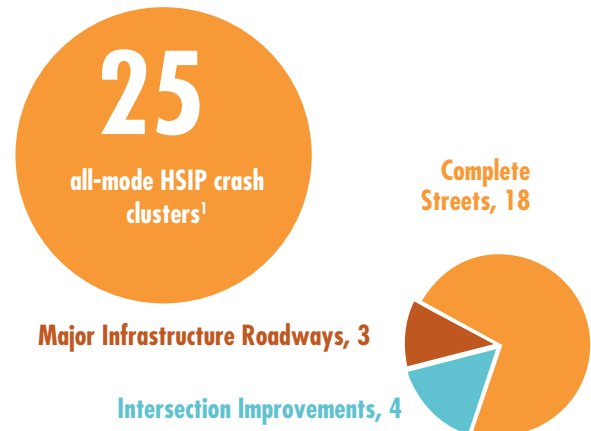 25
all-mode HSIP crash
clusters¹
Complete
Streets, 18
Major Infrastructure Roadways, 3
Intersection Improvements, 4